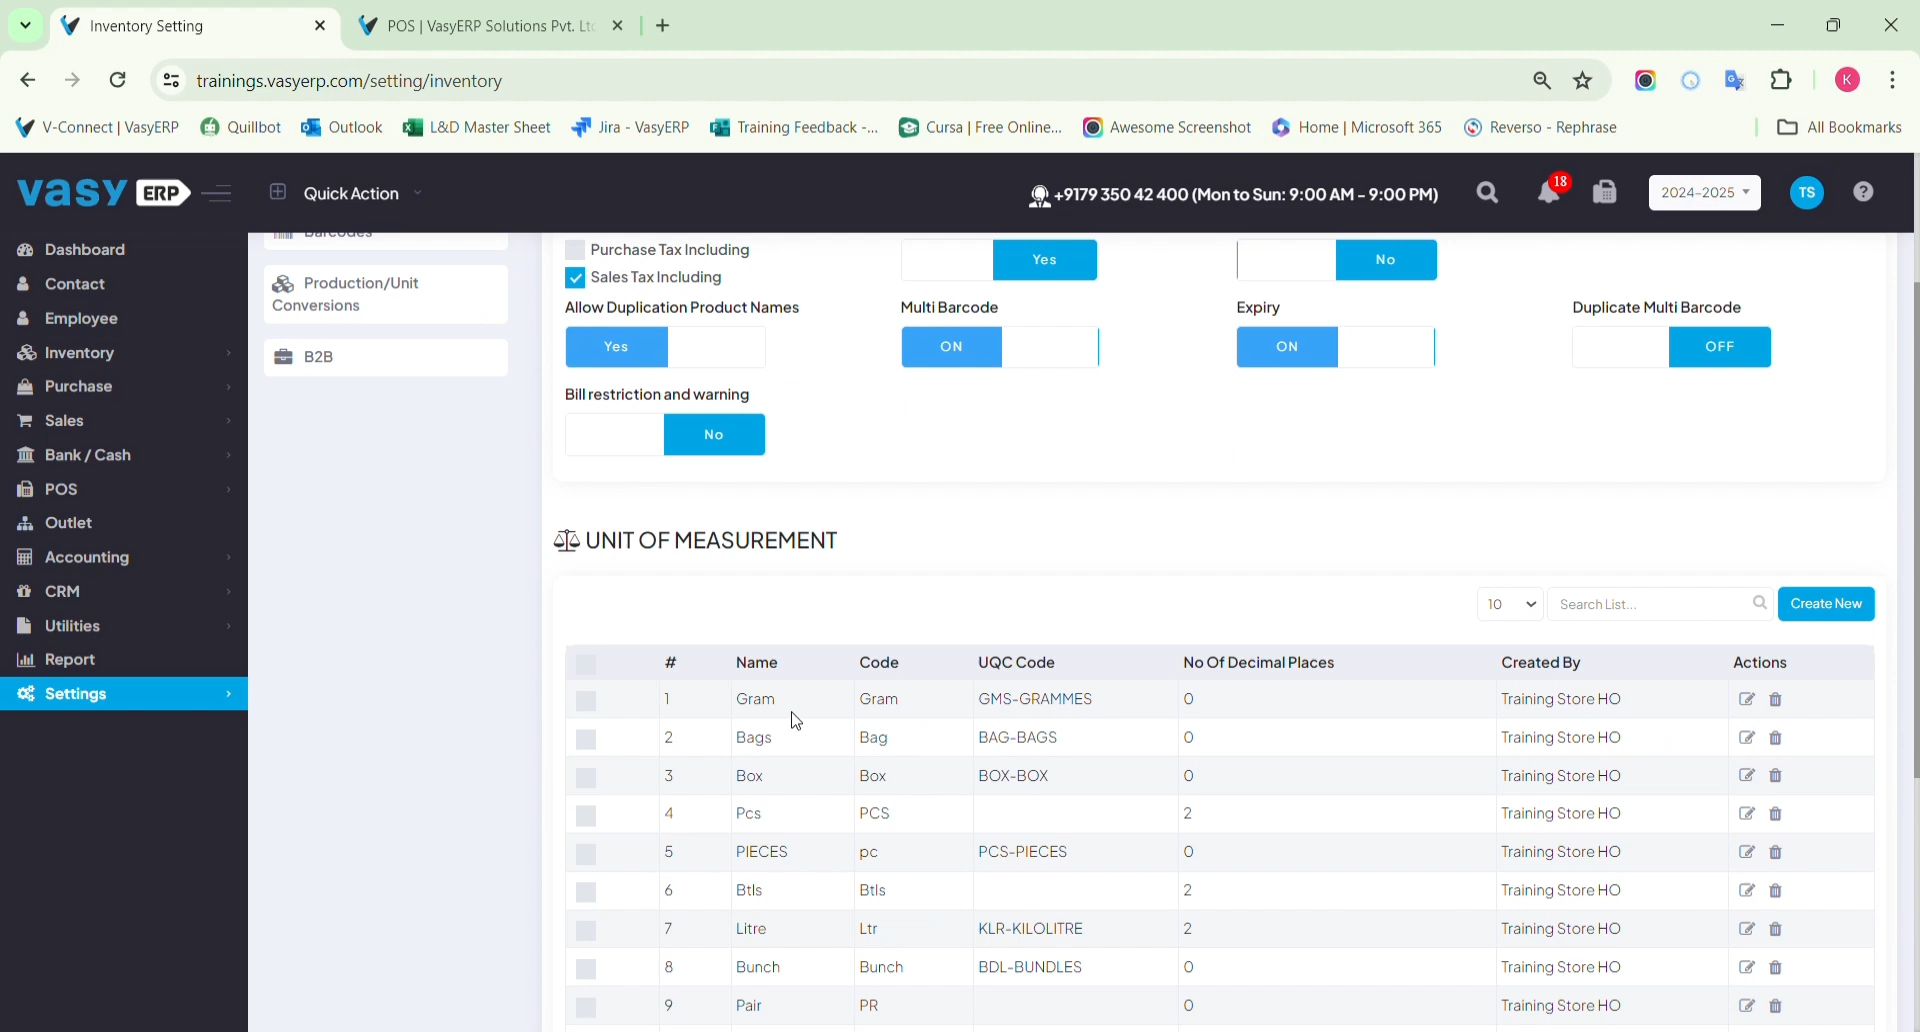 Inventory Setting
POS | VasyERP Solutions Pvt. Lt
trainings.vasyerp.com/setting/inventory
K
V-Connect | VasyERP
Quillbot
Outlook
L&D Master Sheet
Jira - VasyERP
Training Feedback -...
Cursa | Free Online...
Awesome Screenshot
Home | Microsoft 365
Reverso - Rephrase
All Bookmarks
vasy ERP
Quick Action
+9179 350 42 400 (Mon to Sun: 9:00 AM - 9:00 PM)
18
2024-2025
TS
Dashboard
Contact
Employee
Inventory
Purchase
Sales
Bank / Cash
POS
Outlet
Accounting
CRM
Utilities
Report
Settings
Barcodes
Production/Unit
Conversions
B2B
Purchase Tax Including
Sales Tax Including
Yes
No
Allow Duplication Product Names
Multi Barcode
Expiry
Duplicate Multi Barcode
Yes
ON
ON
OFF
Bill restriction and warning
No
UNIT OF MEASUREMENT
10
Search List...
Create New
# Name Code UQC Code No Of Decimal Places Created By Actions
1 Gram Gram GMS-GRAMMES 0 Training Store HO
2 Bags Bag BAG-BAGS 0 Training Store HO
3 Box Box BOX-BOX 0 Training Store HO
4 Pcs PCS 2 Training Store HO
5 PIECES pc PCS-PIECES 0 Training Store HO
6 Btls Btls 2 Training Store HO
7 Litre Ltr KLR-KILOLITRE 2 Training Store HO
8 Bunch Bunch BDL-BUNDLES 0 Training Store HO
9 Pair PR 0 Training Store HO